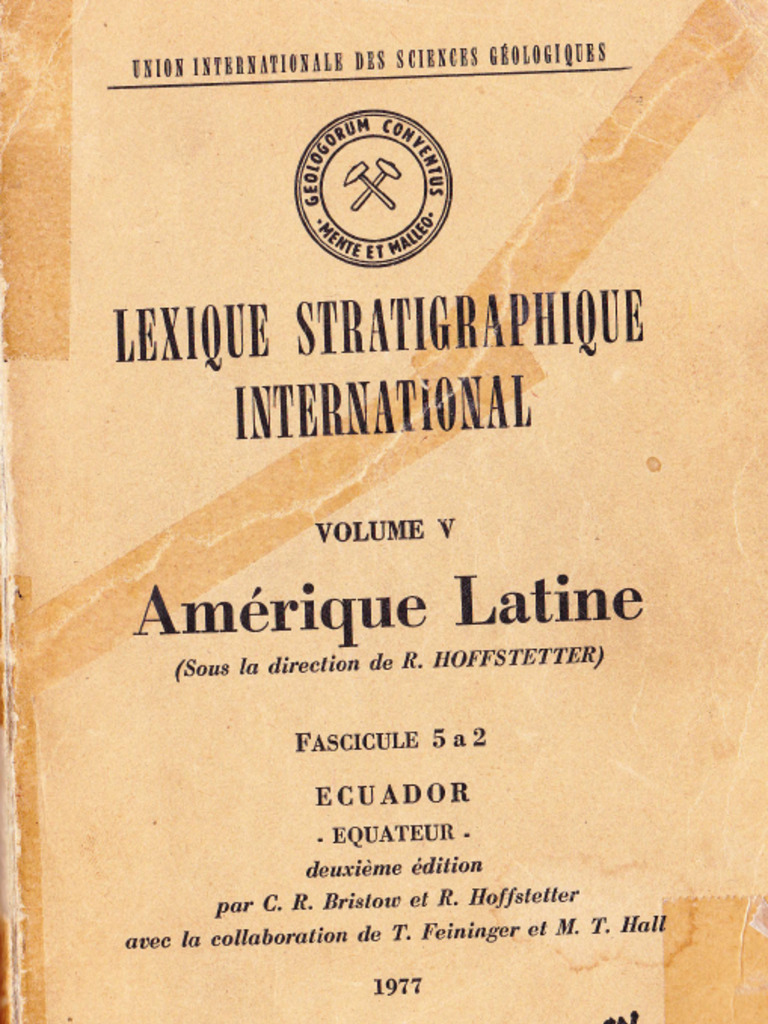 UNION INTERNATIONALE DES SCIENCES GÉOLOGIQUES
GEOLOGORUM CONVENTUS
· MENTE ET MALLEO ·
LEXIQUE STRATIGRAPHIQUE
INTERNATIONAL
VOLUME V
Amérique Latine
(Sous la direction de R. HOFFSTETTER)
FASCICULE 5 a 2
ECUADOR
- EQUATEUR -
deuxième édition
par C. R. Bristow et R. Hoffstetter
avec la collaboration de T. Feininger et M. T. Hall
1977